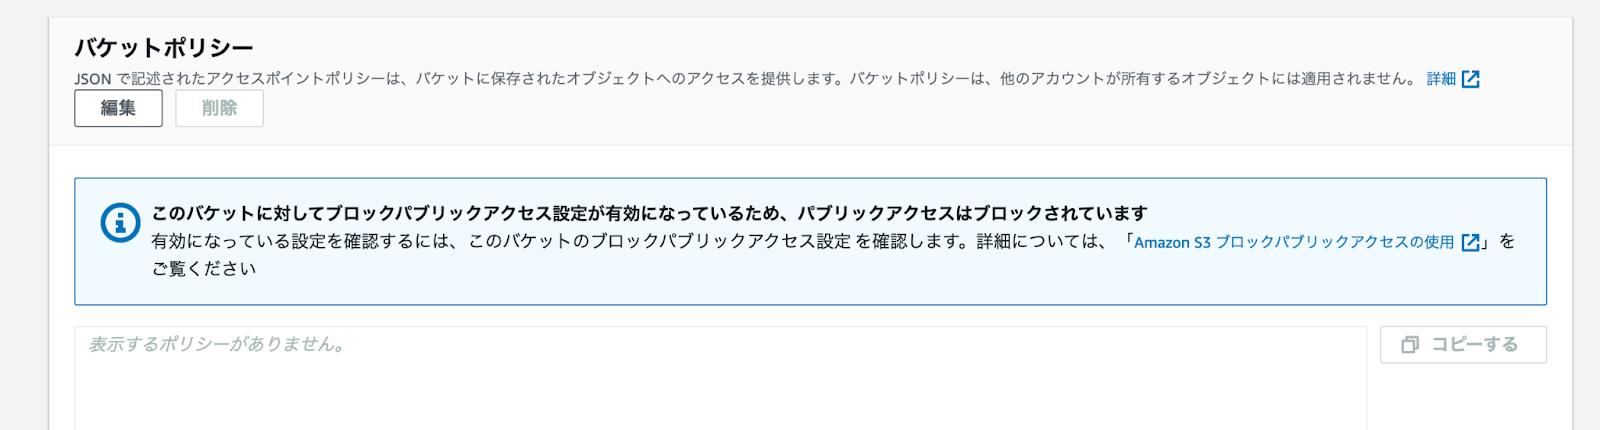 バケットポリシー
JSON で記述されたアクセスポイントポリシーは、バケットに保存されたオブジェクトへのアクセスを提供します。バケットポリシーは、他のアカウントが所有するオブジェクトには適用されません。 詳細
編集 削除
このバケットに対してブロックパブリックアクセス設定が有効になっているため、パブリックアクセスはブロックされています
有効になっている設定を確認するには、このバケットのブロックパブリックアクセス設定 を確認します。詳細については、「Amazon S3 ブロックパブリックアクセスの使用」を
ご覧ください
表示するポリシーがありません。
コピーする